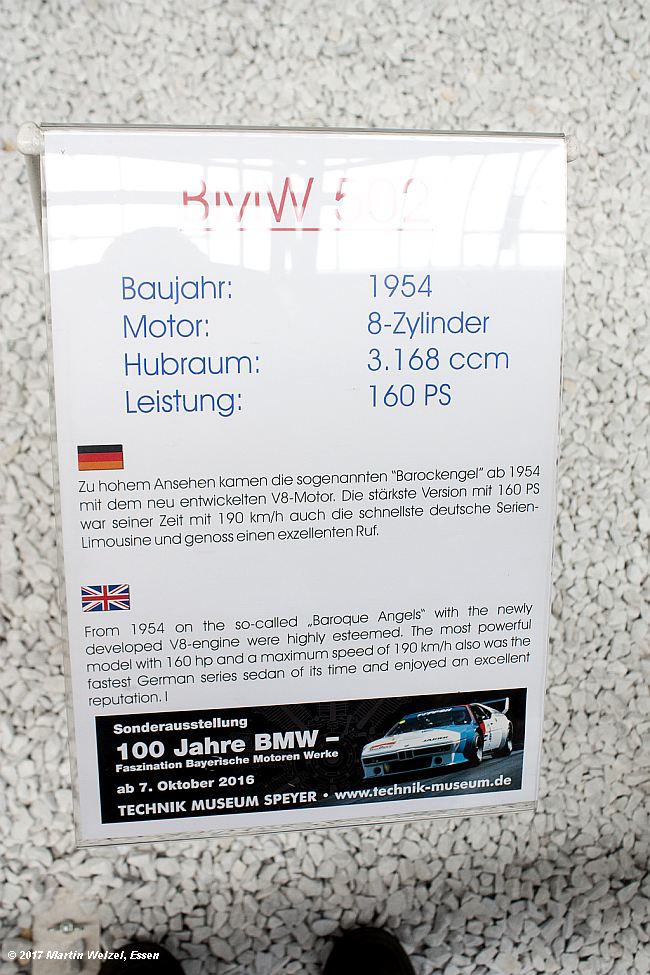 BMW 502
Baujahr: 1954
Motor: 8-Zylinder
Hubraum: 3.168 ccm
Leistung: 160 PS
Zu hohem Ansehen kamen die sogenannten "Barockengel" ab 1954
mit dem neu entwickelten V8-Motor. Die stärkste Version mit 160 PS
war seiner Zeit mit 190 km/h auch die schnellste deutsche Serien-
Limousine und genoss einen exzellenten Ruf.
From 1954 on the so-called „Baroque Angels“ with the newly
developed V8-engine were highly esteemed. The most powerful
model with 160 hp and a maximum speed of 190 km/h also was the
fastest German series sedan of its time and enjoyed an excellent
reputation. l
Sonderausstellung
100 Jahre BMW –
Faszination Bayerische Motoren Werke
ab 7. Oktober 2016
TECHNIK MUSEUM SPEYER • www.technik-museum.de
© 2017 Martin Welzel, Essen